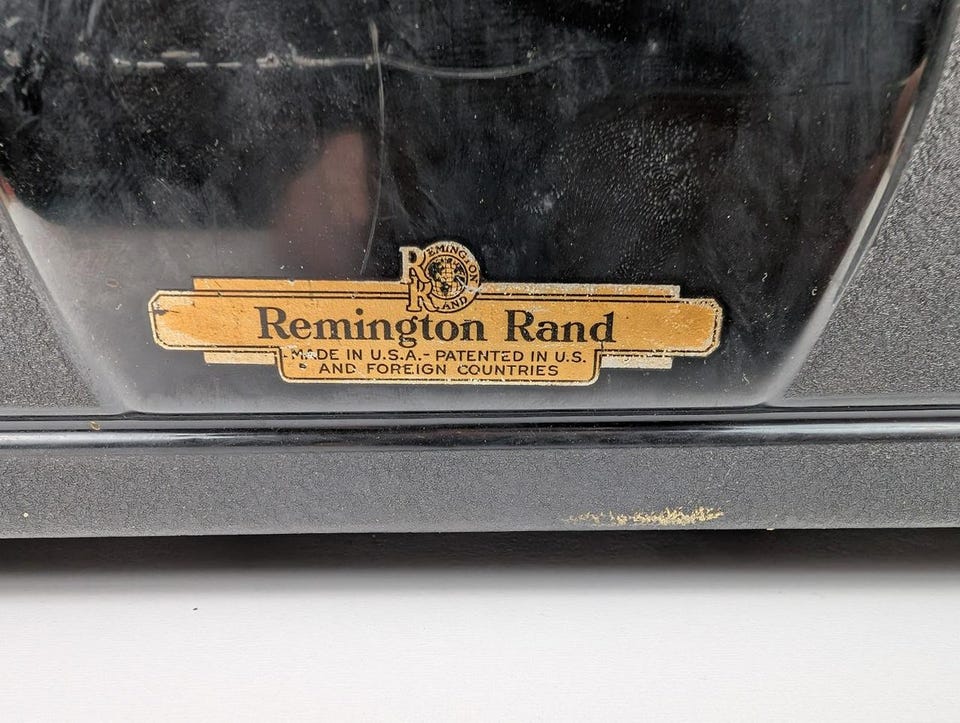 REMINGTON
RAND
Remington Rand
MADE IN U.S.A.- PATENTED IN U.S.
AND FOREIGN COUNTRIES